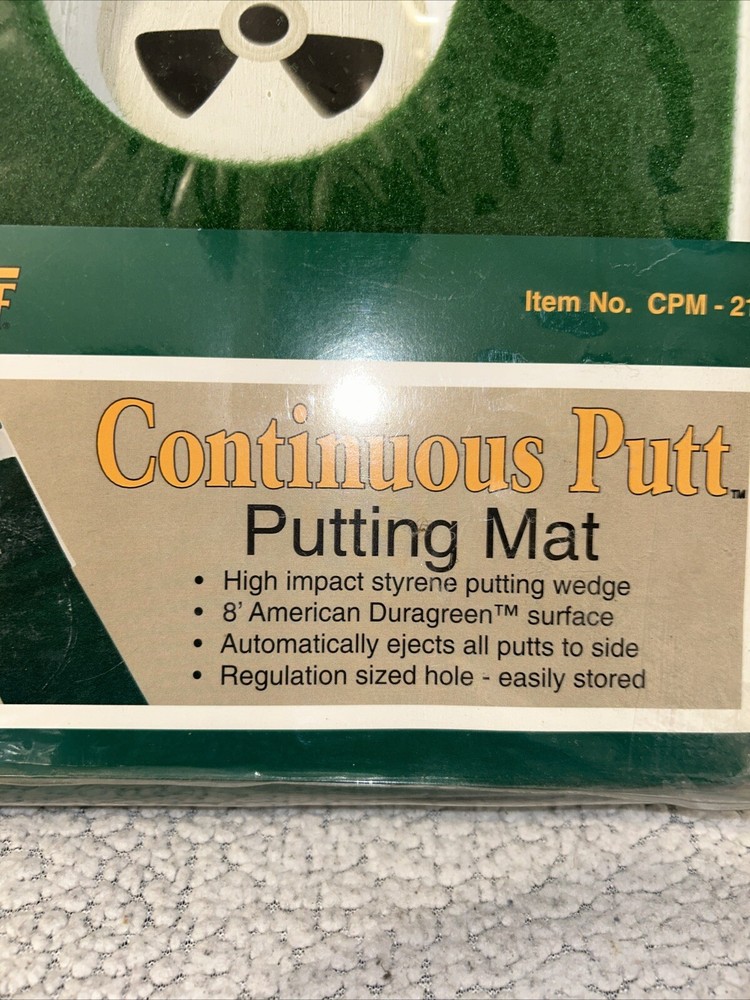 F
Item No. CPM - 2
Continuous Putt™
Putting Mat
• High impact styrene putting wedge
• 8' American Duragreen™ surface
• Automatically ejects all putts to side
• Regulation sized hole - easily stored